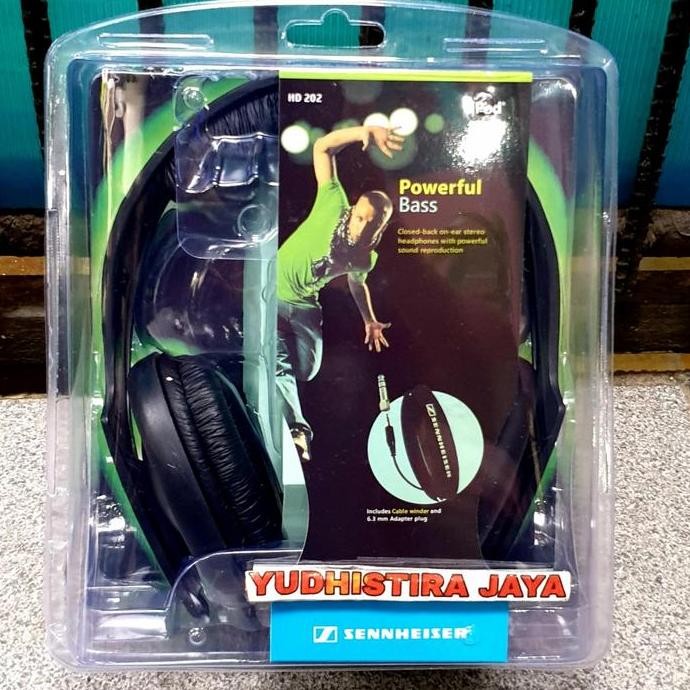 HD 202
iPod
Powerful
Bass
Closed-back on-ear stereo
headphones with powerful
sound reproduction
SENNHEISER
Includes Cable winder and
6.3 mm Adapter plug
YUDHISTIRA JAYA
SENNHEISER